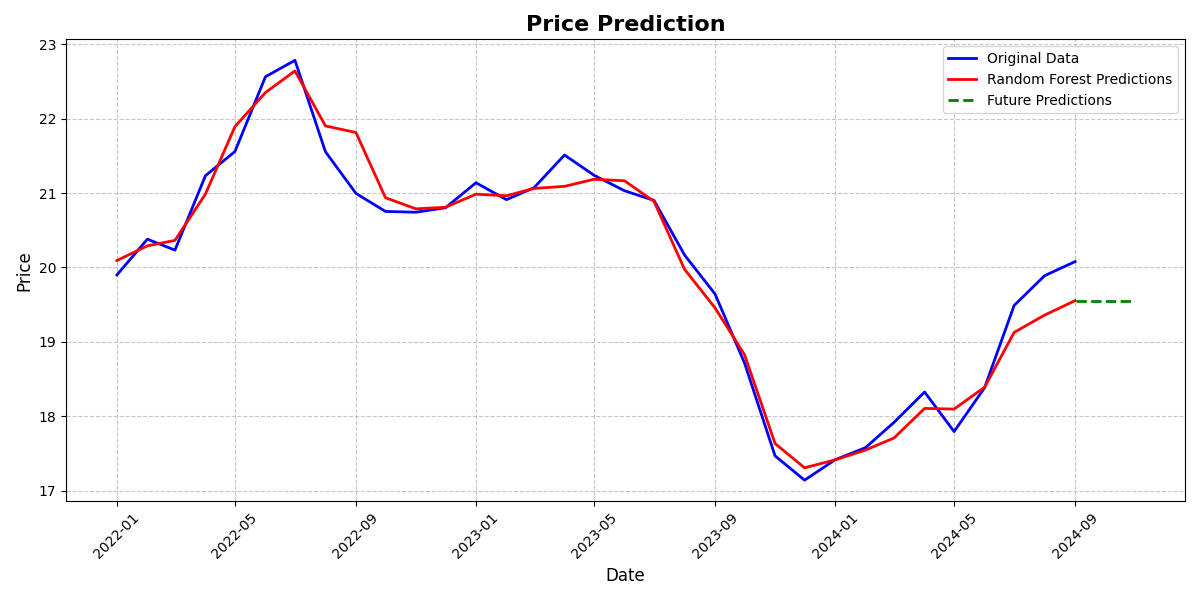 Price Prediction
Original Data
Random Forest Predictions
Future Predictions
Price
23
22
21
20
19
18
17
2022-01
2022-05
2022-09
2023-01
2023-05
2023-09
2024-01
2024-05
2024-09
Date